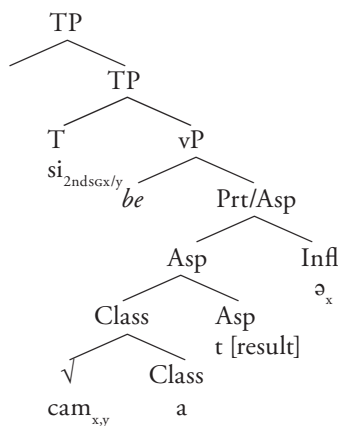 TP
TP
T vP
si2ndSGx/y be Prt/Asp
Asp Infl
əx
Class Asp
t [result]
√ Class
camx,y a